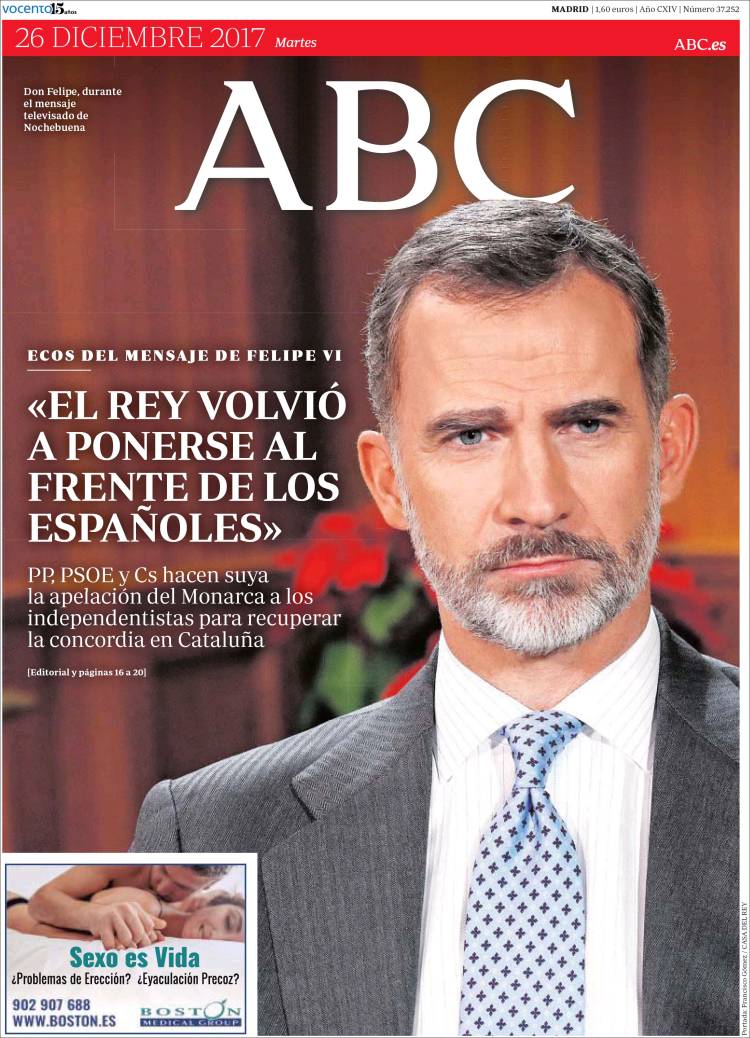 vocento 15 años
MADRID | 1,60 euros | Año CXIV | Número 37.252
26 DICIEMBRE 2017 Martes
ABC.es
Don Felipe, durante
el mensaje
televisado de
Nochebuena
ABC
ECOS DEL MENSAJE DE FELIPE VI
«EL REY VOLVIÓ
A PONERSE AL
FRENTE DE LOS
ESPAÑOLES»
PP, PSOE y Cs hacen suya
la apelación del Monarca a los
independentistas para recuperar
la concordia en Cataluña
[Editorial y páginas 16 a 20]
Sexo es Vida
¿Problemas de Erección? ¿Eyaculación Precoz?
902 907 688
WWW.BOSTON.ES
BOSTON
MEDICAL GROUP
Portada: Francisco Gómez / CASA DEL REY